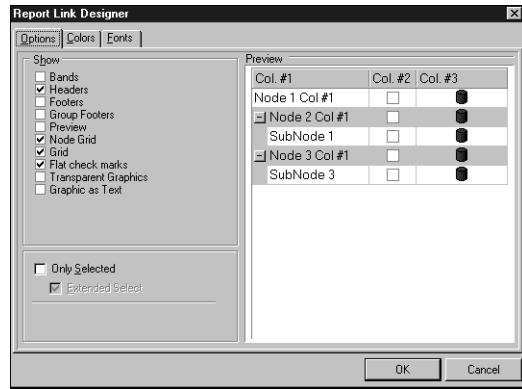 Report Link Designer
Options Colors Fonts
Show
Bands
Headers
Footers
Group Footers
Preview
Node Grid
Grid
Flat check marks
Transparent Graphics
Graphic as Text
Only Selected
Extended Select
Preview
Col. #1 Col. #2 Col. #3
Node 1 Col #1
Node 2 Col #1
SubNode 1
Node 3 Col #1
SubNode 3
OK Cancel